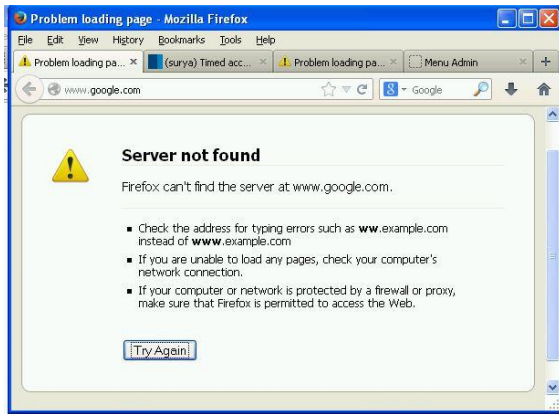 Problem loading page - Mozilla Firefox
File Edit View History Bookmarks Tools Help
Problem loading pa... × (surya) Timed acc... × Problem loading pa... × Menu Admin × +
www.google.com 8 Google
Server not found
Firefox can't find the server at www.google.com.
Check the address for typing errors such as ww.example.com
instead of www.example.com
If you are unable to load any pages, check your computer's
network connection.
If your computer or network is protected by a firewall or proxy,
make sure that Firefox is permitted to access the Web.
Try Again